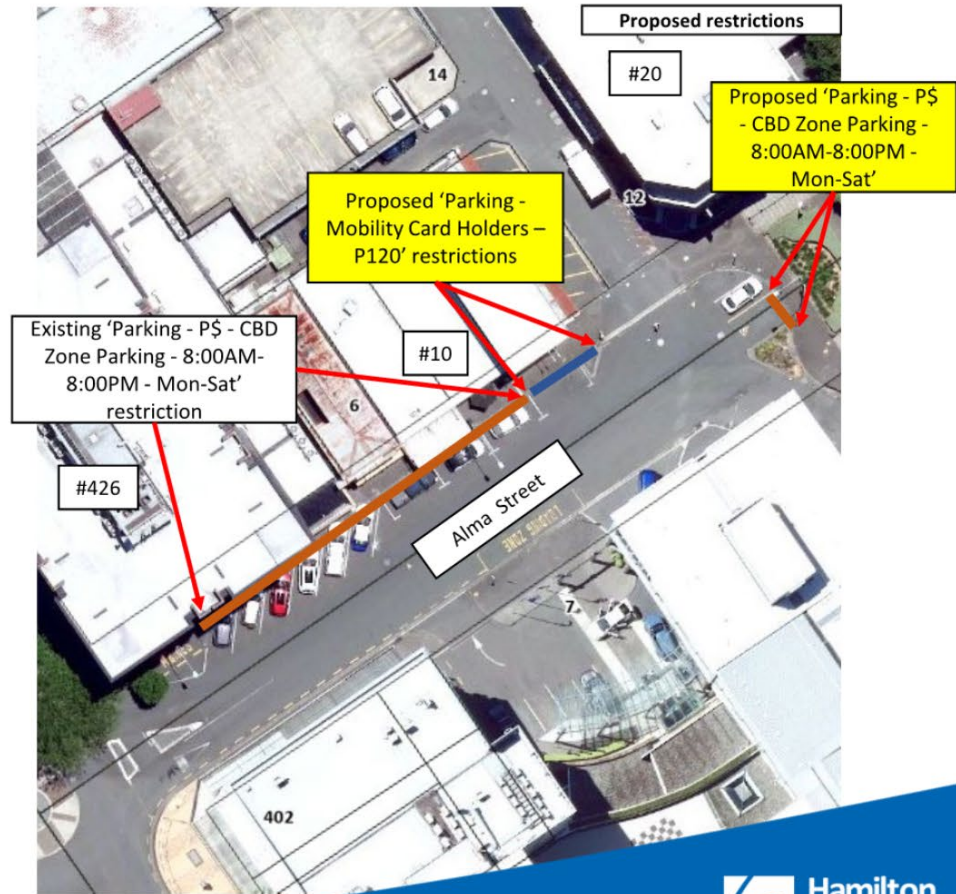 Proposed restrictions
#20
14
Proposed 'Parking - P$
- CBD Zone Parking -
8:00AM-8:00PM -
Mon-Sat'
12
Proposed 'Parking -
Mobility Card Holders –
P120' restrictions
Existing 'Parking - P$ - CBD
Zone Parking - 8:00AM-
8:00PM - Mon-Sat'
restriction
#10
6
#426
Alma Street
LOADING ZONE
7
402
Hamilton